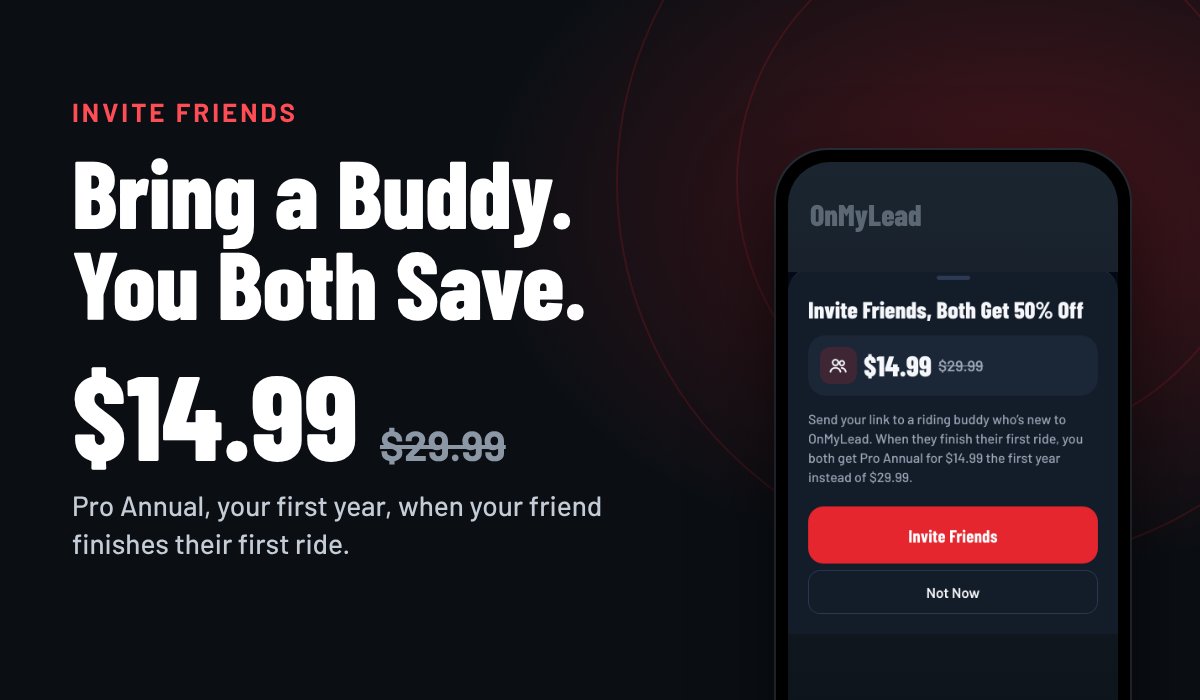 INVITE FRIENDS
Bring a Buddy.
You Both Save.
$14.99 $29.99
Pro Annual, your first year, when your friend
finishes their first ride.
OnMyLead
Invite Friends, Both Get 50% Off
$14.99 $29.99
Send your link to a riding buddy who’s new to
OnMyLead. When they finish their first ride, you
both get Pro Annual for $14.99 the first year
instead of $29.99.
Invite Friends
Not Now